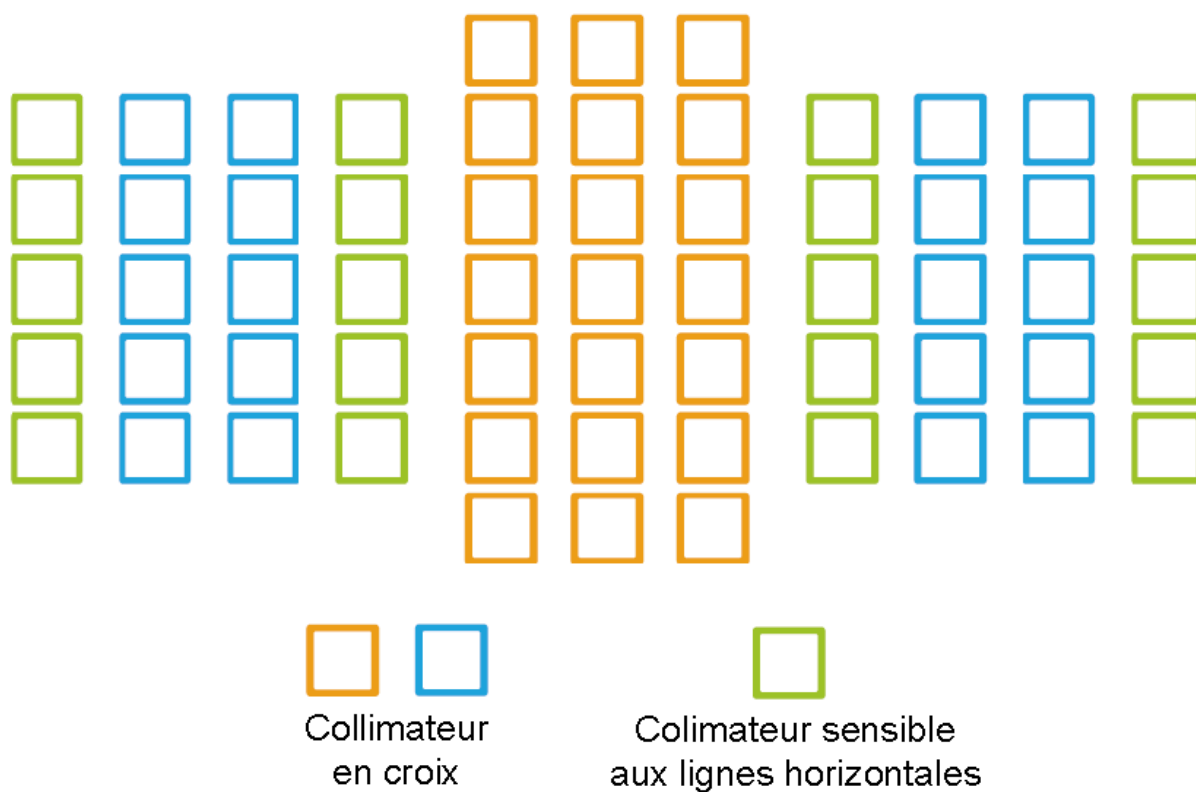 Collimateur
en croix
Colimateur sensible
aux lignes horizontales